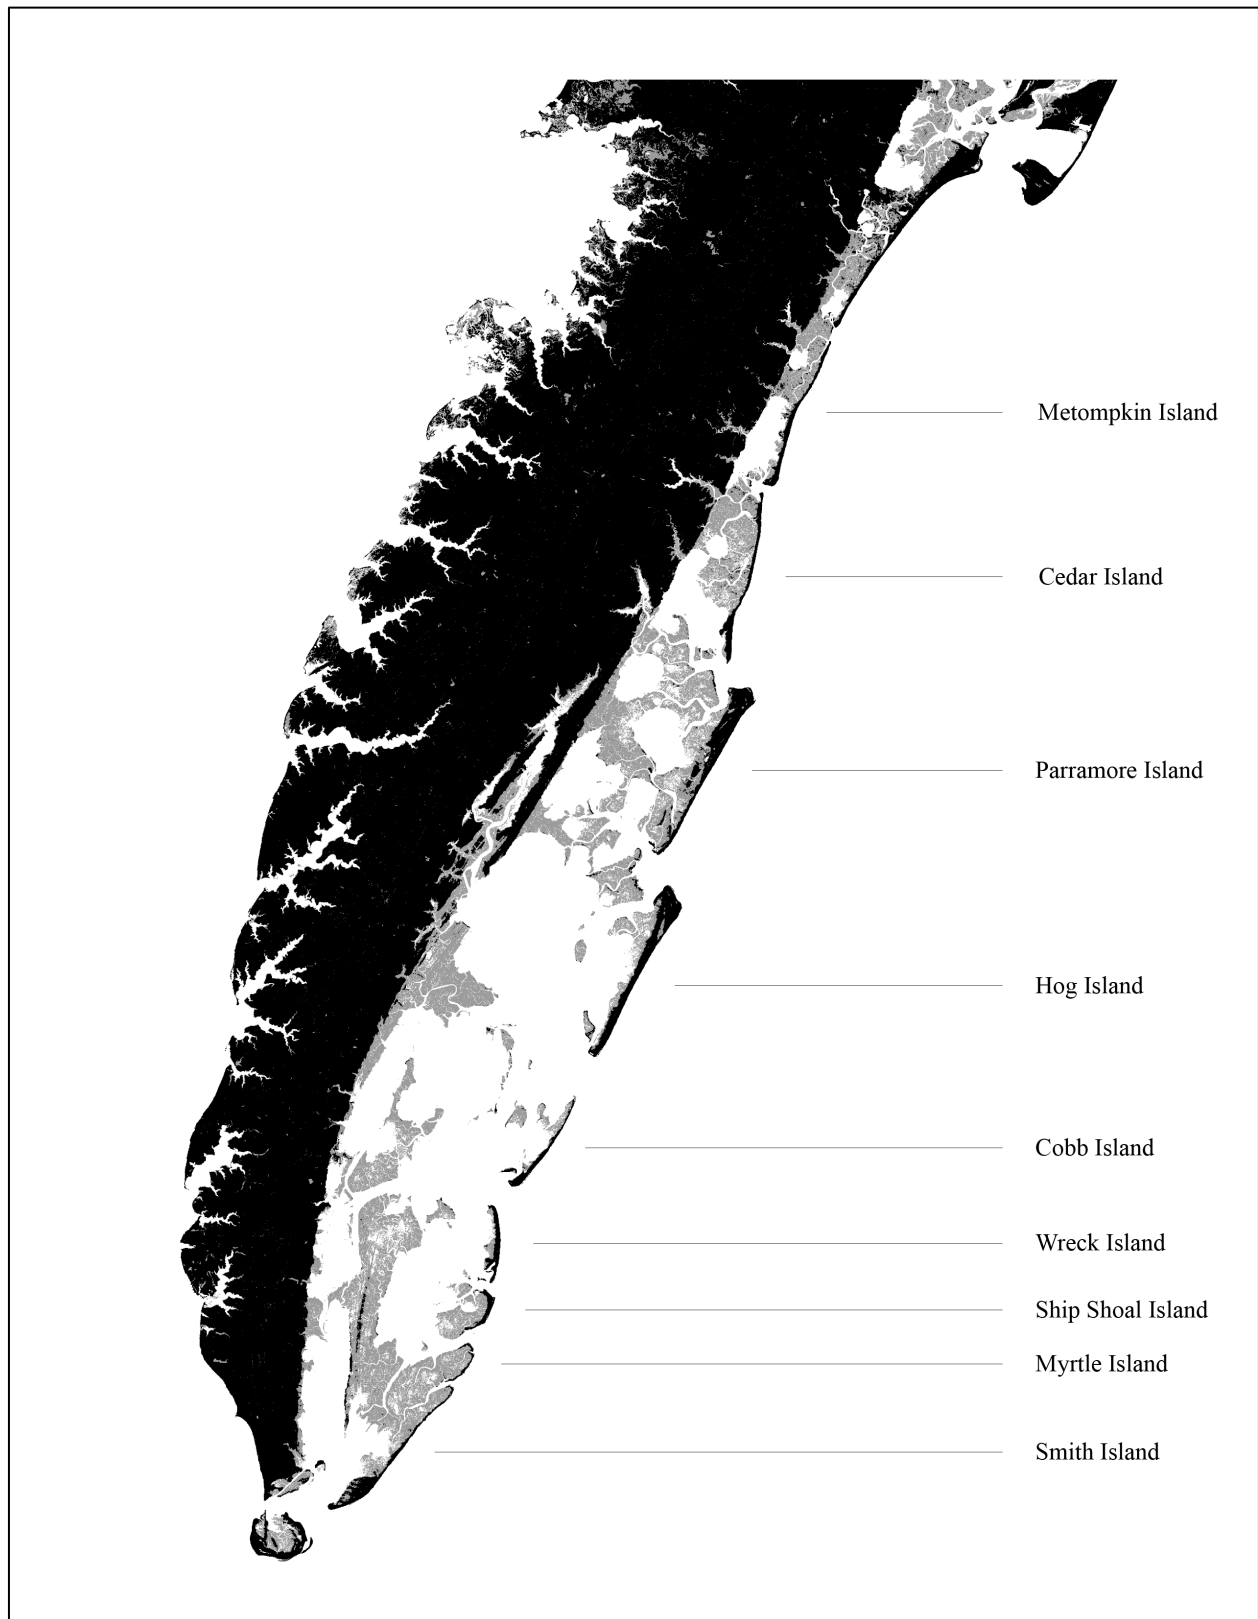 Metompkin Island
Cedar Island
Parramore Island
Hog Island
Cobb Island
Wreck Island
Ship Shoal Island
Myrtle Island
Smith Island